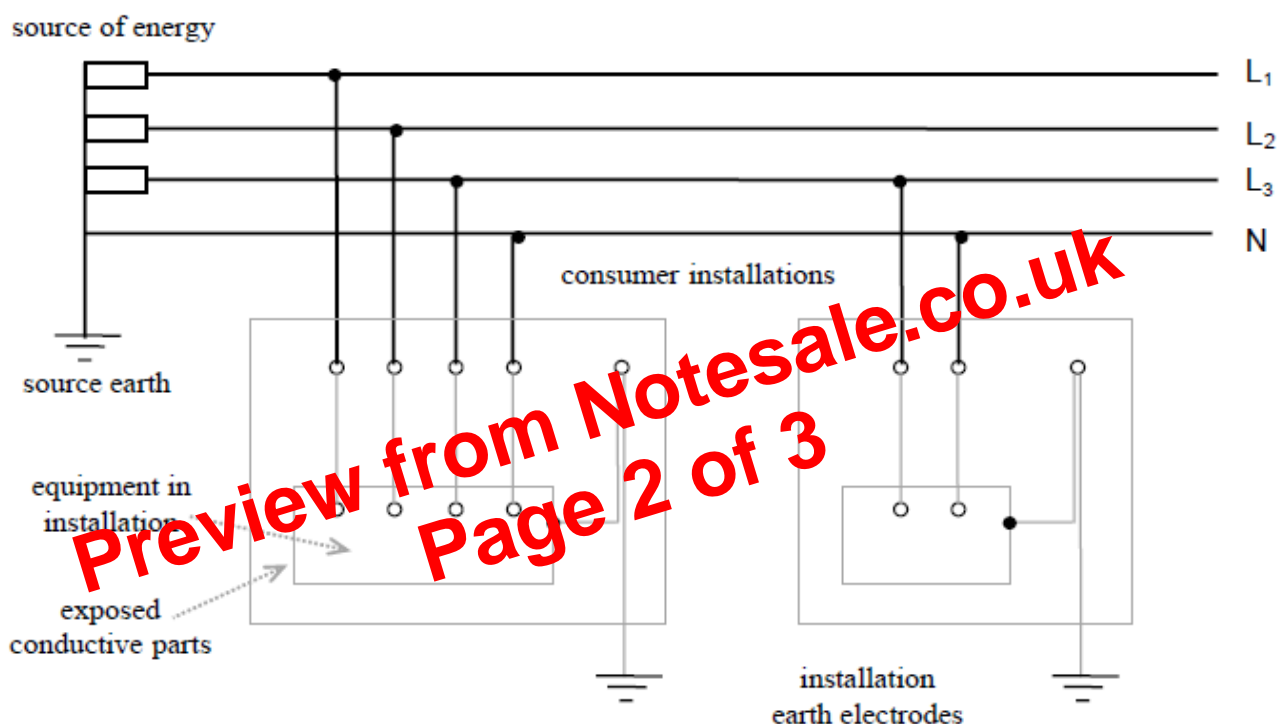 source of energy
L1
L2
L3
N
consumer installations
source earth
equipment in
installation
exposed
conductive parts
installation
earth electrodes
Preview from Notesale.co.uk
Page 2 of 3